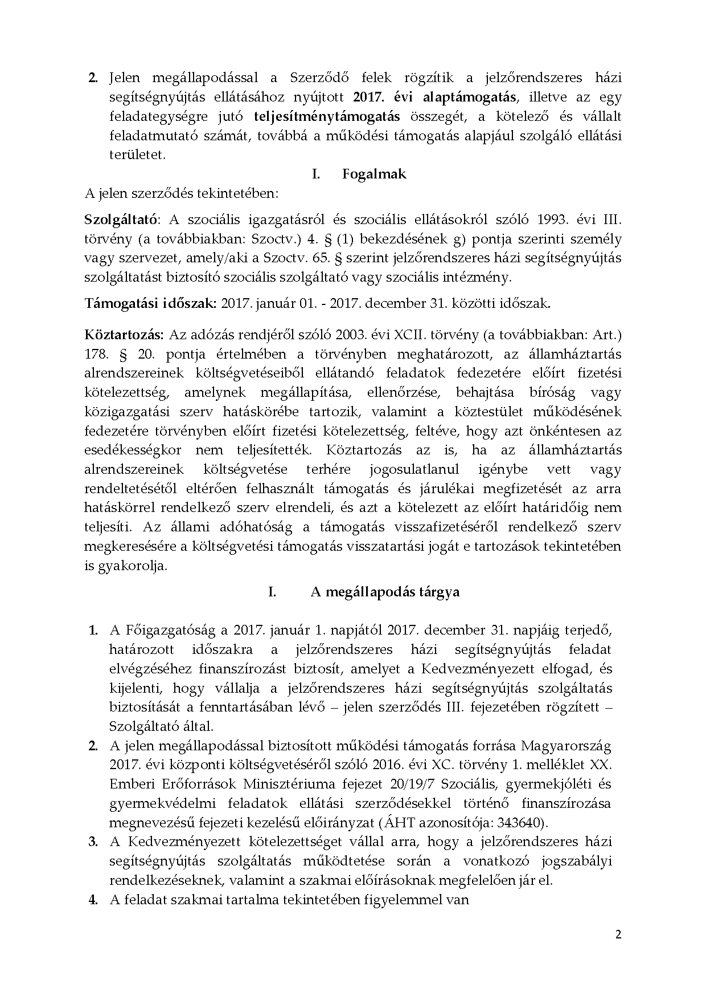 2. Jelen megállapodással a Szerződő felek rögzítik a jelzőrendszeres házi
segítségnyújtás ellátásához nyújtott 2017. évi alaptámogatás, illetve az egy
feladategységre jutó teljesítménytámogatás összegét, a kötelező és vállalt
feladatmutató számát, továbbá a működési támogatás alapjául szolgáló ellátási
területet.
I. Fogalmak
A jelen szerződés tekintetében:
Szolgáltató: A szociális igazgatásról és szociális ellátásokról szóló 1993. évi III.
törvény (a továbbiakban: Szoctv.) 4. § (1) bekezdésének g) pontja szerinti személy
vagy szervezet, amely/aki a Szoctv. 65. § szerint jelzőrendszeres házi segítségnyújtás
szolgáltatást biztosító szociális szolgáltató vagy szociális intézmény.
Támogatási időszak: 2017. január 01. - 2017. december 31. közötti időszak.
Köztartozás: Az adózás rendjéről szóló 2003. évi XCII. törvény (a továbbiakban: Art.)
178. § 20. pontja értelmében a törvényben meghatározott, az államháztartás
alrendszereinek költségvetéseiből ellátandó feladatok fedezetére előírt fizetési
kötelezettség, amelynek megállapítása, ellenőrzése, behajtása bíróság vagy
közigazgatási szerv hatáskörébe tartozik, valamint a köztestület működésének
fedezetére törvényben előírt fizetési kötelezettség, feltéve, hogy azt önkéntesen az
esedékességkor nem teljesítették. Köztartozás az is, ha az államháztartás
alrendszereinek költségvetése terhére jogosulatlanul igénybe vett vagy
rendeltetésétől eltérően felhasznált támogatás és járulékai megfizetését az arra
hatáskörrel rendelkező szerv elrendeli, és azt a kötelezett az előírt határidőig nem
teljesíti. Az állami adóhatóság a támogatás visszafizetéséről rendelkező szerv
megkeresésére a költségvetési támogatás visszatartási jogát e tartozások tekintetében
is gyakorolja.
I. A megállapodás tárgya
1. A Főigazgatóság a 2017. január 1. napjától 2017. december 31. napjáig terjedő,
határozott időszakra a jelzőrendszeres házi segítségnyújtás feladat
elvégzéséhez finanszírozást biztosít, amelyet a Kedvezményezett elfogad, és
kijelenti, hogy vállalja a jelzőrendszeres házi segítségnyújtás szolgáltatás
biztosítását a fenntartásában lévő – jelen szerződés III. fejezetében rögzített –
Szolgáltató által.
2. A jelen megállapodással biztosított működési támogatás forrása Magyarország
2017. évi központi költségvetéséről szóló 2016. évi XC. törvény 1. melléklet XX.
Emberi Erőforrások Minisztériuma fejezet 20/19/7 Szociális, gyermekjóléti és
gyermekvédelmi feladatok ellátási szerződésekkel történő finanszírozása
megnevezésű fejezeti kezelésű előirányzat (ÁHT azonosítója: 343640).
3. A Kedvezményezett kötelezettséget vállal arra, hogy a jelzőrendszeres házi
segítségnyújtás szolgáltatás működtetése során a vonatkozó jogszabályi
rendelkezéseknek, valamint a szakmai előírásoknak megfelelően jár el.
4. A feladat szakmai tartalma tekintetében figyelemmel van
2